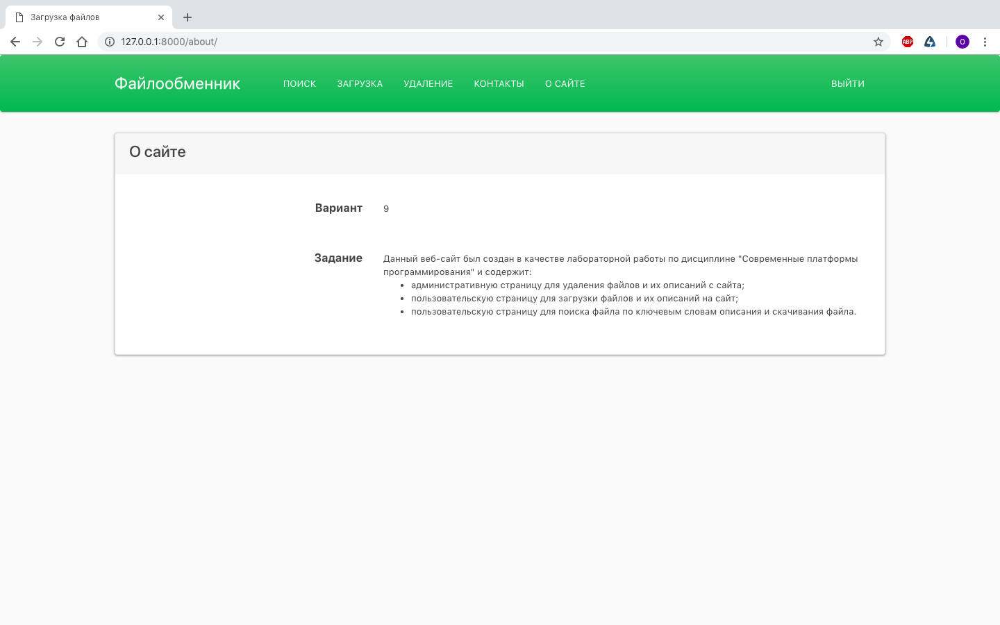 Загрузка файлов
127.0.0.1:8000/about/
ABP
O
Файлообменник
ПОИСК
ЗАГРУЗКА
УДАЛЕНИЕ
КОНТАКТЫ
О САЙТЕ
ВЫЙТИ
О сайте
Вариант
9
Задание
Данный веб-сайт был создан в качестве лабораторной работы по дисциплине "Современные платформы
программирования" и содержит:
• административную страницу для удаления файлов и их описаний с сайта;
• пользовательскую страницу для загрузки файлов и их описаний на сайт;
• пользовательскую страницу для поиска файла по ключевым словам описания и скачивания файла.